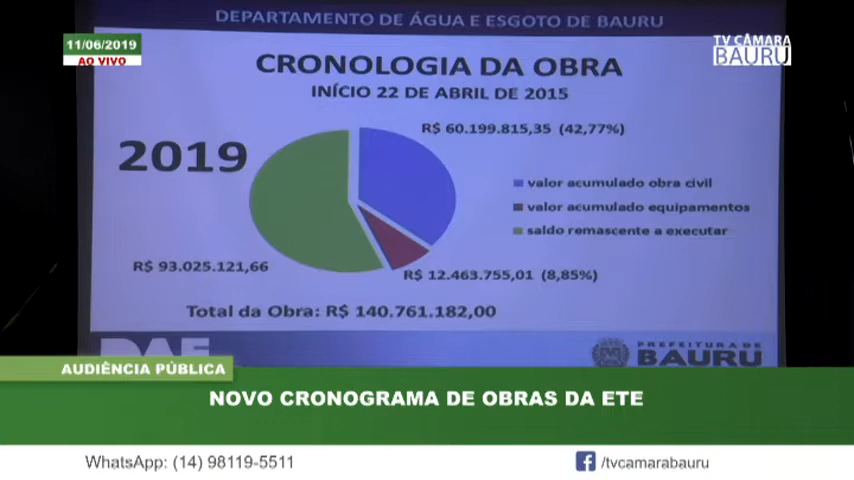 DEPARTAMENTO DE ÁGUA E ESGOTO DE BAURU
11/06/2019
AO VIVO
TV CÂMARA
BAURU
CRONOLOGIA DA OBRA
INÍCIO 22 DE ABRIL DE 2015
2019
R$ 60.199.815,35 (42,77%)
valor acumulado obra civil
valor acumulado equipamentos
saldo remascente a executar
R$ 93.025.121,66
R$ 12.463.755,01 (8,85%)
Total da Obra: R$ 140.761.182,00
DAE
PREFEITURA DE
BAURU
AUDIÊNCIA PÚBLICA
NOVO CRONOGRAMA DE OBRAS DA ETE
WhatsApp: (14) 98119-5511
/tvcamarabauru